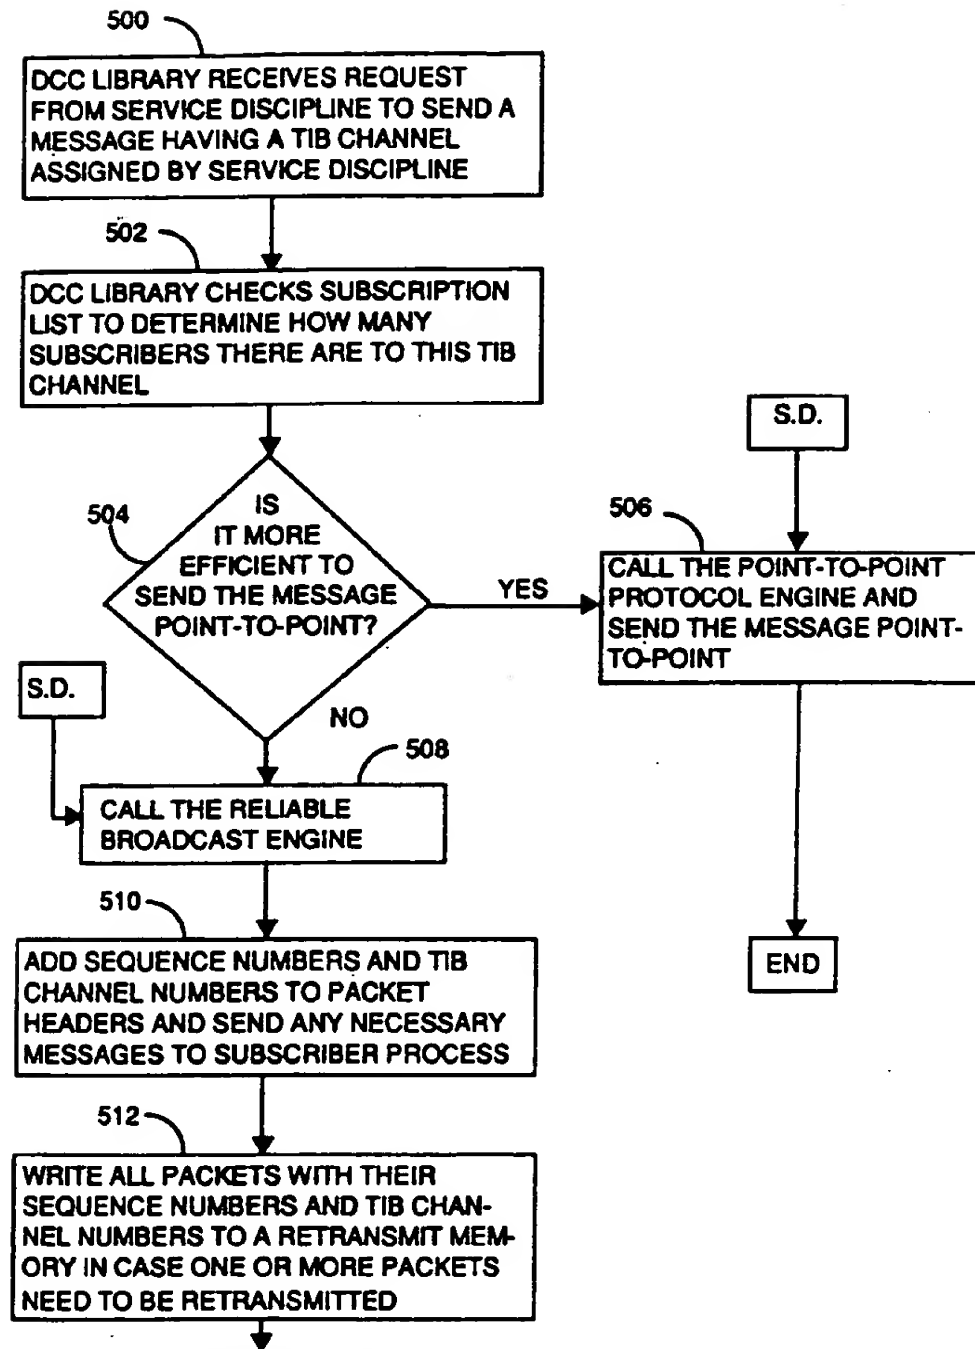 500
DCC LIBRARY RECEIVES REQUEST
FROM SERVICE DISCIPLINE TO SEND A
MESSAGE HAVING A TIB CHANNEL
ASSIGNED BY SERVICE DISCIPLINE
502
DCC LIBRARY CHECKS SUBSCRIPTION
LIST TO DETERMINE HOW MANY
SUBSCRIBERS THERE ARE TO THIS TIB
CHANNEL
504
IS
IT MORE
EFFICIENT TO
SEND THE MESSAGE
POINT-TO-POINT?
YES
S.D.
506
CALL THE POINT-TO-POINT
PROTOCOL ENGINE AND
SEND THE MESSAGE POINT-
TO-POINT
END
NO
S.D.
508
CALL THE RELIABLE
BROADCAST ENGINE
510
ADD SEQUENCE NUMBERS AND TIB
CHANNEL NUMBERS TO PACKET
HEADERS AND SEND ANY NECESSARY
MESSAGES TO SUBSCRIBER PROCESS
512
WRITE ALL PACKETS WITH THEIR
SEQUENCE NUMBERS AND TIB CHAN-
NEL NUMBERS TO A RETRANSMIT MEM-
ORY IN CASE ONE OR MORE PACKETS
NEED TO BE RETRANSMITTED